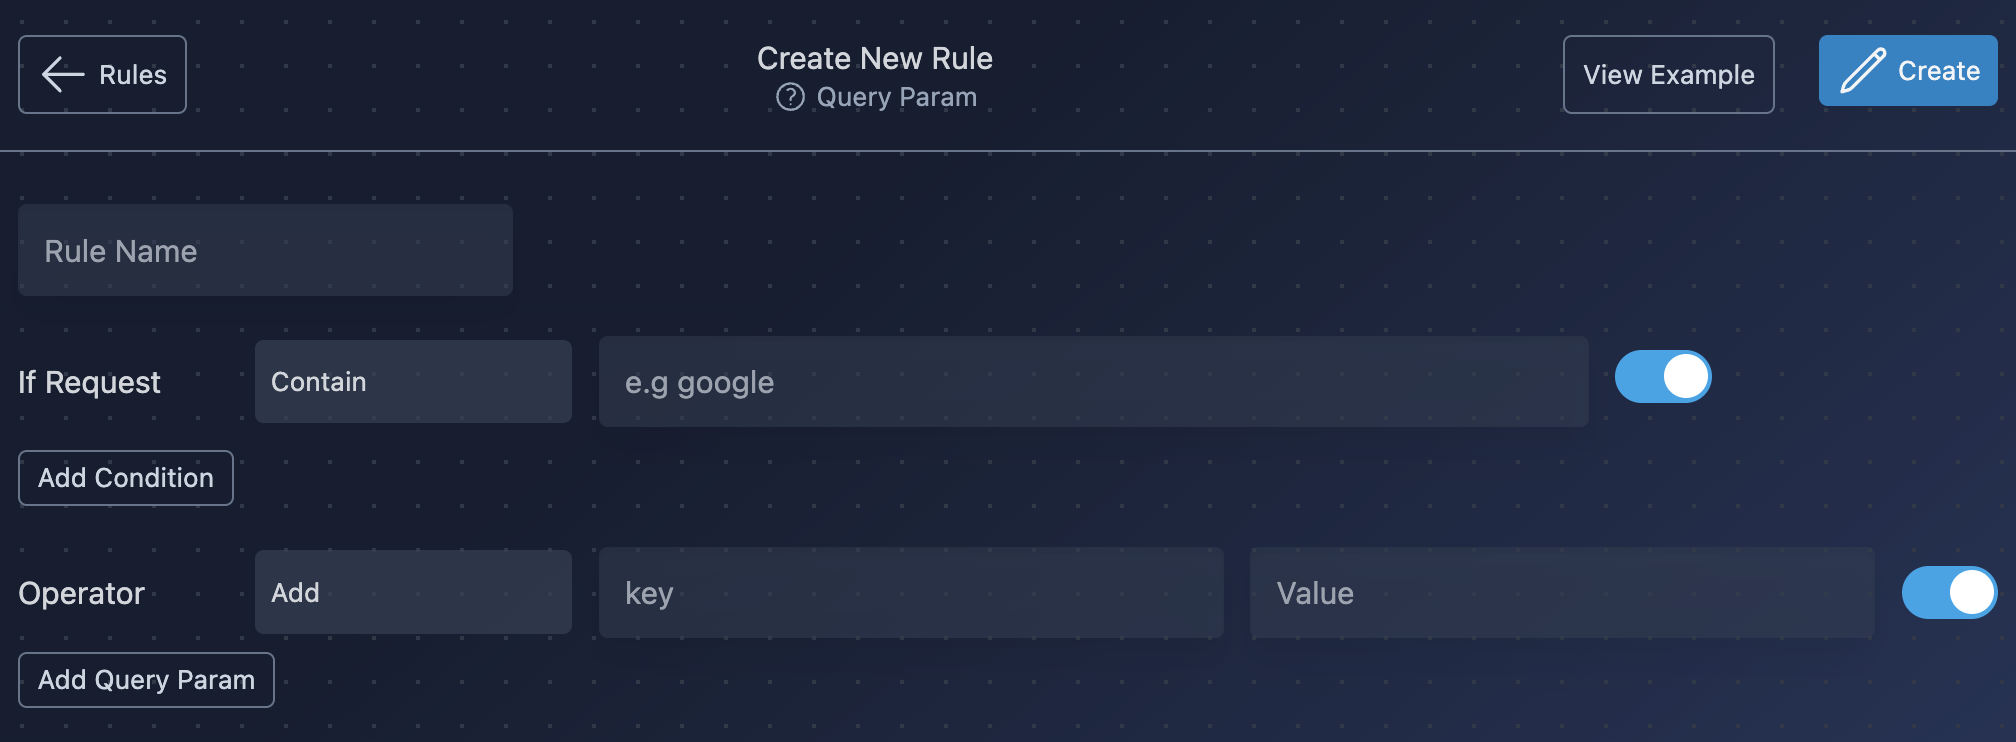 Rules
Create New Rule
? Query Param
View Example
Create
Rule Name
If Request
Contain
e.g google
Add Condition
Operator
Add
key
Value
Add Query Param